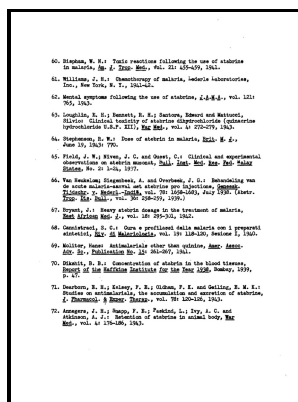 60. Bispham, W. N.: Toxic reactions following the use of atabrine
in malaria, Am. J. Trop. Med., Vol. 21: 455-459, 1941.
61. Williams, J. H.: Chemotherapy of malaria, Lederle Laboratories,
Inc., New York, N. Y., 1941-42.
62. Mental symptoms following the use of atabrine, J.A.M.A., vol. 121:
765, 1943.
63. Loughlin, E. H.; Bennett, R. H.; Santora, Edward and Mattucci,
Silvio: Clinical toxicity of atabrine dihydrochloride (quinacrine
hydrochloride U.S.P. XII), War Med., vol. 4: 272-279, 1943.
64. Stephenson, R. W.: Dose of atebrin in malaria, Brit. M. J.,
June 19, 1943: 770.
65. Field, J. W.; Niven, J. C. and Guest, C.: Clinical and experimental
observations on atebrin musonat, Bull. Inst. Med. Res. Fed. Malay
States, No. 2: 1-24, 1937.
66. Van Heukelom; Siegenbeek, A. and Overbeek, J. G.: Behandeling van
de acute malaria-aanval met atebrine pro injections, Geneesk.
Tijdschr. v. Nederl.-Indië, vol. 78: 1658-1683, July 1938. (Abstr.
Trop. Dis. Bull., vol. 36: 258-259, 1939.)
67. Bryant, J.: Heavy atebrin dosage in the treatment of malaria,
East African Med. J., vol. 18: 295-301, 1942.
68. Cannistraci, S. C.: Cura e profilassi della malaria con i preparati
sintetici, Riv. di Malariologia, vol. 19: 118-120, Sezione I, 1940.
69. Molitor, Hans: Antimalarials other than quinine, Amer. Assoc.
Adv. Sc., Publication No. 15: 261-267, 1941.
70. Dikshit, B. B.: Concentration of atebrin in the blood tissues,
Report of the Haffkine Institute for the Year 1938, Bombay, 1939,
p. 47.
71. Dearborn, E. H.; Kelsey, F. E.; Oldham, F. K. and Geiling, E. M. K.:
Studies on antimalarials, the accumulation and excretion of atabrine,
J. Pharmacol. & Exper. Therap., vol. 78: 120-126, 1943.
72. Annegers, J. H.; Snapp, F. E.; Paskind, L.; Ivy, A. C. and
Atkinson, A. J.: Retention of atabrine in animal body, War
Med., vol. 4: 176-186, 1943.